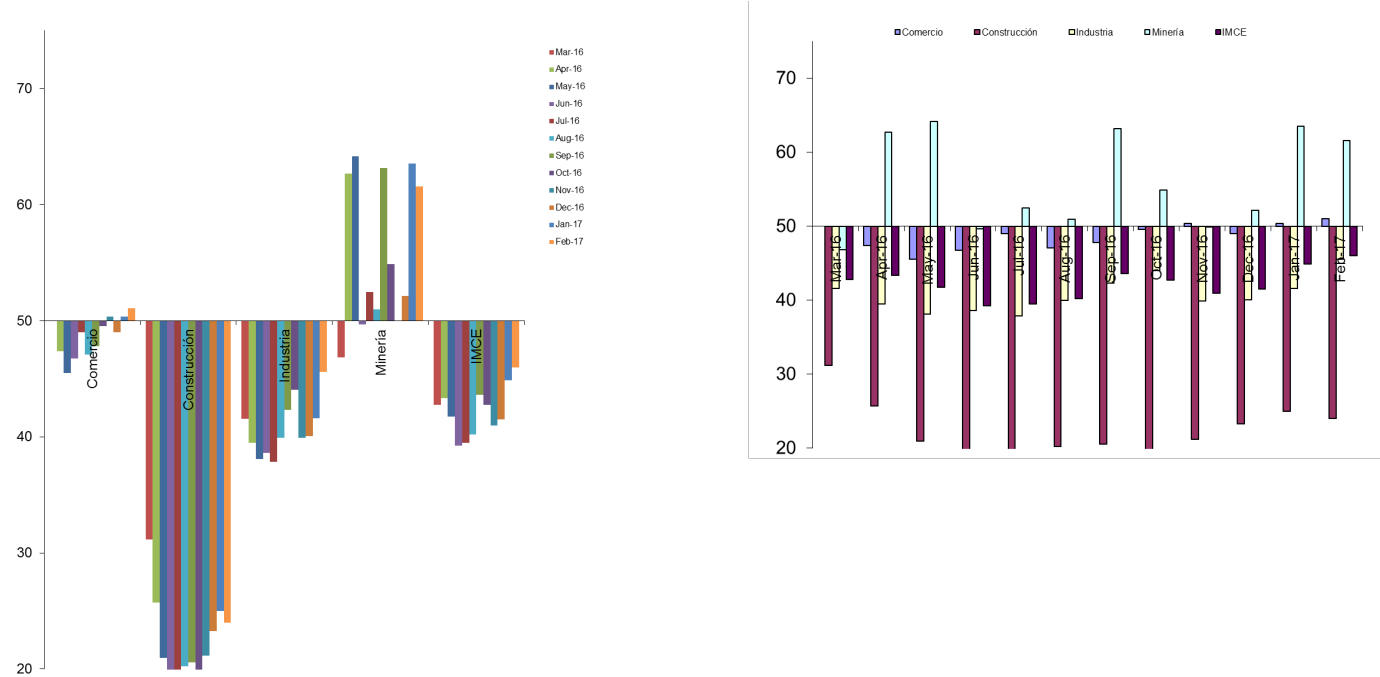 70
60
50
40
30
20
Comercio
Construcción
Industria
Minería
IMCE
Mar-16
Apr-16
May-16
Jun-16
Jul-16
Aug-16
Sep-16
Oct-16
Nov-16
Dec-16
Jan-17
Feb-17
Comercio Construcción Industria Minería IMCE
70
60
50
40
30
20
Mar-16
Apr-16
May-16
Jun-16
Jul-16
Aug-16
Sep-16
Oct-16
Nov-16
Dec-16
Jan-17
Feb-17